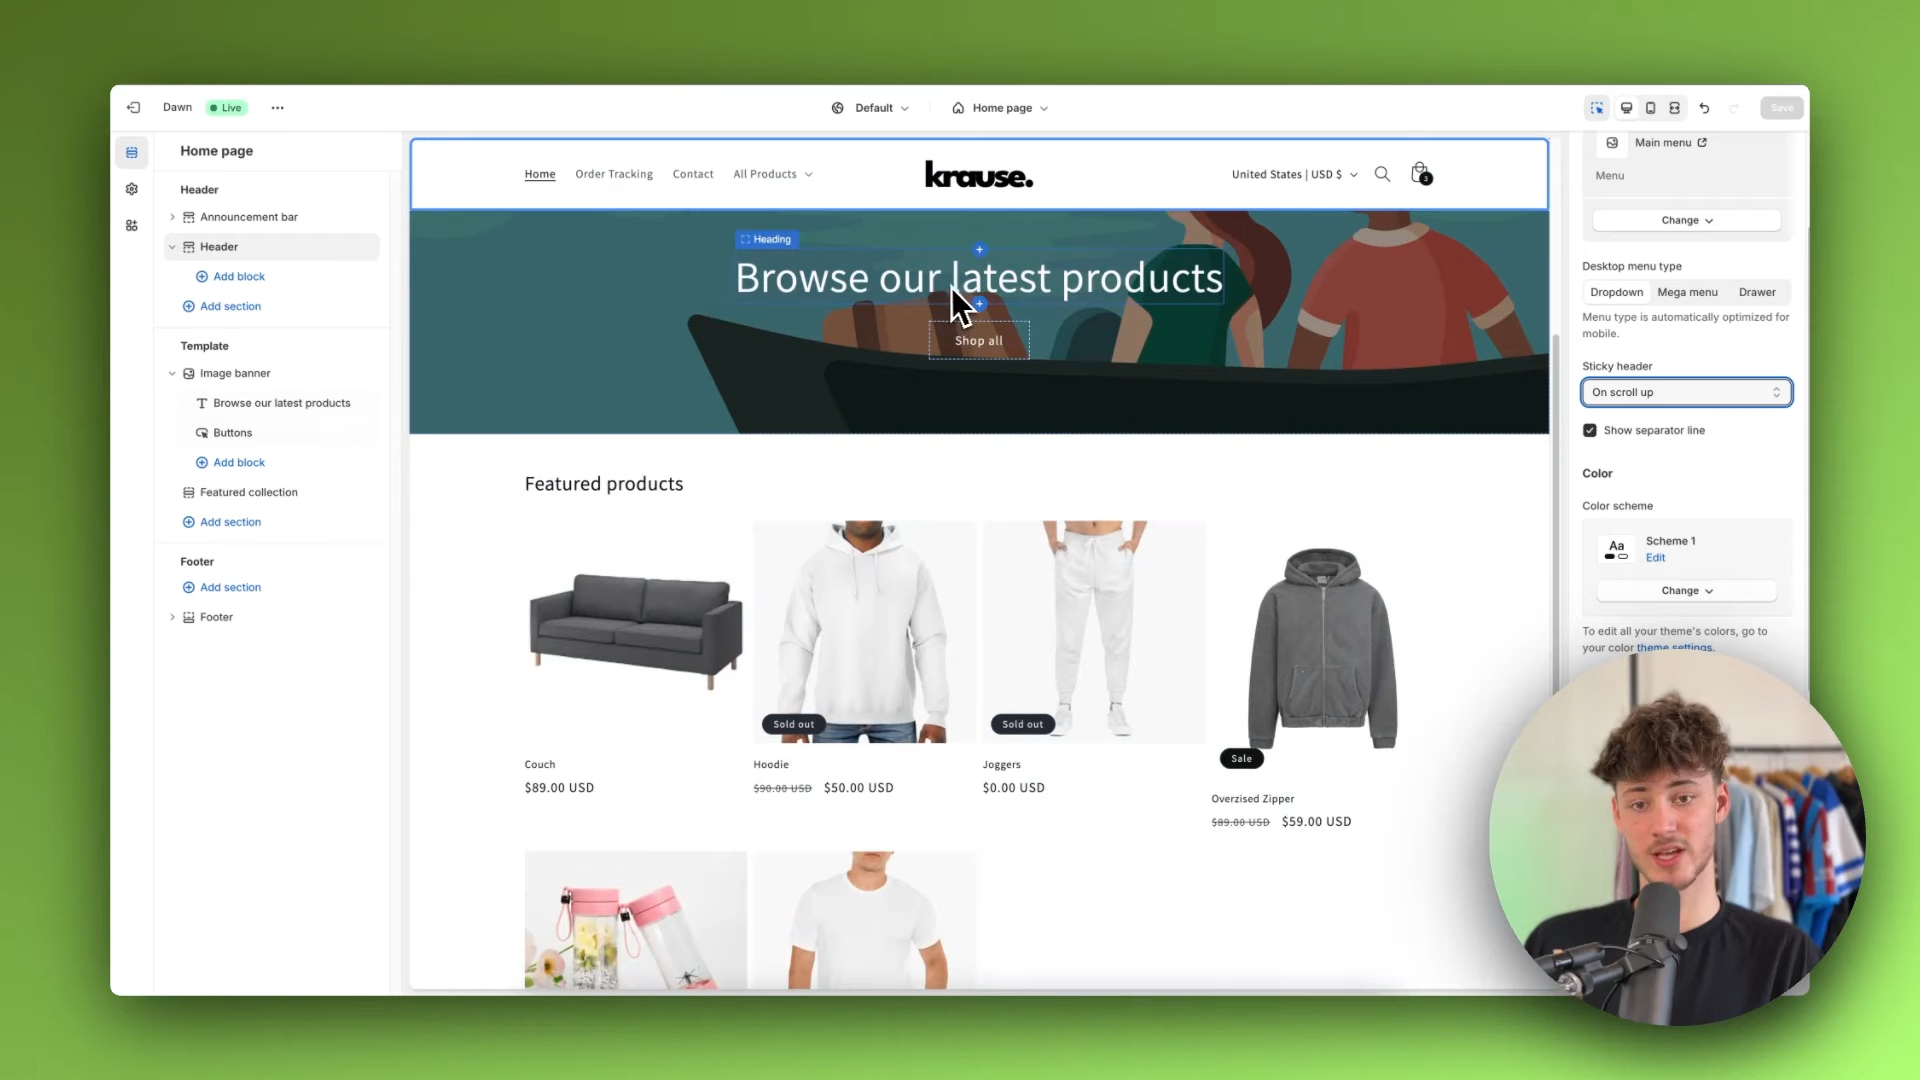 Dawn
Live
Default
Home page
Save
Home page
Header
Announcement bar
Header
Add block
Add section
Template
Image banner
Browse our latest products
Buttons
Add block
Featured collection
Add section
Footer
Add section
Footer
Home
Order Tracking
Contact
All Products
krause.
United States | USD $
3
Heading
Browse our latest products
Shop all
Featured products
Sold out
Sold out
Sale
Couch
$89.00 USD
Hoodie
$90.00 USD $50.00 USD
Joggers
$0.00 USD
Overzised Zipper
$89.00 USD $59.00 USD
Main menu
Menu
Change
Desktop menu type
Dropdown
Mega menu
Drawer
Menu type is automatically optimized for
mobile.
Sticky header
On scroll up
Show separator line
Color
Color scheme
Aa
Scheme 1
Edit
Change
To edit all your theme's colors, go to
your color theme settings.